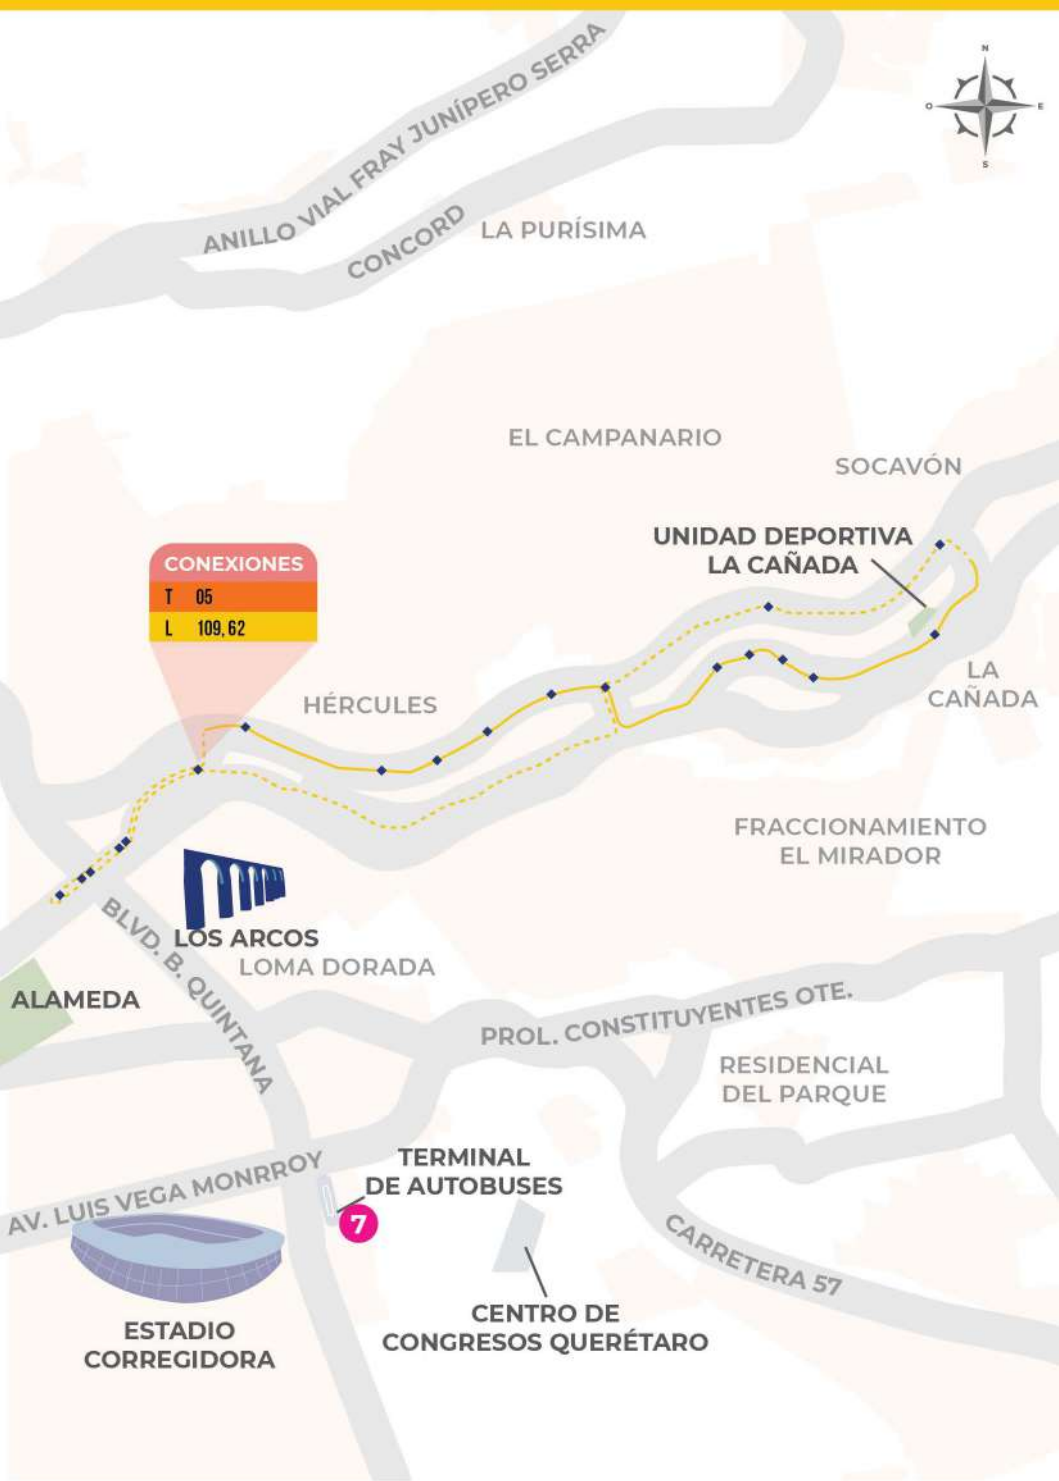 N
O
E
S
ANILLO VIAL FRAY JUNÍPERO SERRA
CONCORD
LA PURÍSIMA
EL CAMPANARIO
SOCAVÓN
UNIDAD DEPORTIVA
LA CAÑADA
CONEXIONES
T 05
L 109, 62
LA
CAÑADA
HÉRCULES
FRACCIONAMIENTO
EL MIRADOR
LOS ARCOS
LOMA DORADA
BLVD. B. QUINTANA
ALAMEDA
PROL. CONSTITUYENTES OTE.
RESIDENCIAL
DEL PARQUE
AV. LUIS VEGA MONRROY
TERMINAL
DE AUTOBUSES
7
CARRETERA 57
CENTRO DE
CONGRESOS QUERÉTARO
ESTADIO
CORREGIDORA